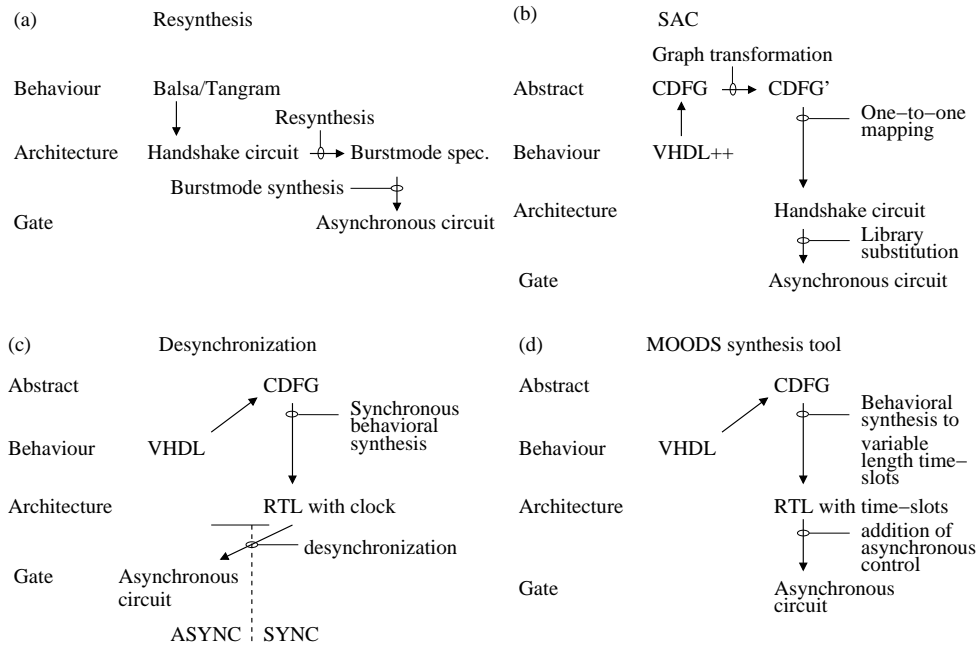 (a) Resynthesis
Behaviour Balsa/Tangram
Resynthesis
Architecture Handshake circuit Burstmode spec.
Burstmode synthesis
Gate Asynchronous circuit
(b) SAC
Graph transformation
Abstract CDFG CDFG'
One−to−one
mapping
Behaviour VHDL++
Architecture Handshake circuit
Library
substitution
Gate Asynchronous circuit
(c) Desynchronization
Abstract CDFG
Synchronous
behavioral
synthesis
Behaviour VHDL
Architecture RTL with clock
desynchronization
Gate Asynchronous
circuit
ASYNC SYNC
(d) MOODS synthesis tool
Abstract CDFG
Behavioral
synthesis to
Behaviour VHDL variable
length time−
slots
Architecture RTL with time−slots
addition of
asynchronous
control
Gate Asynchronous
circuit